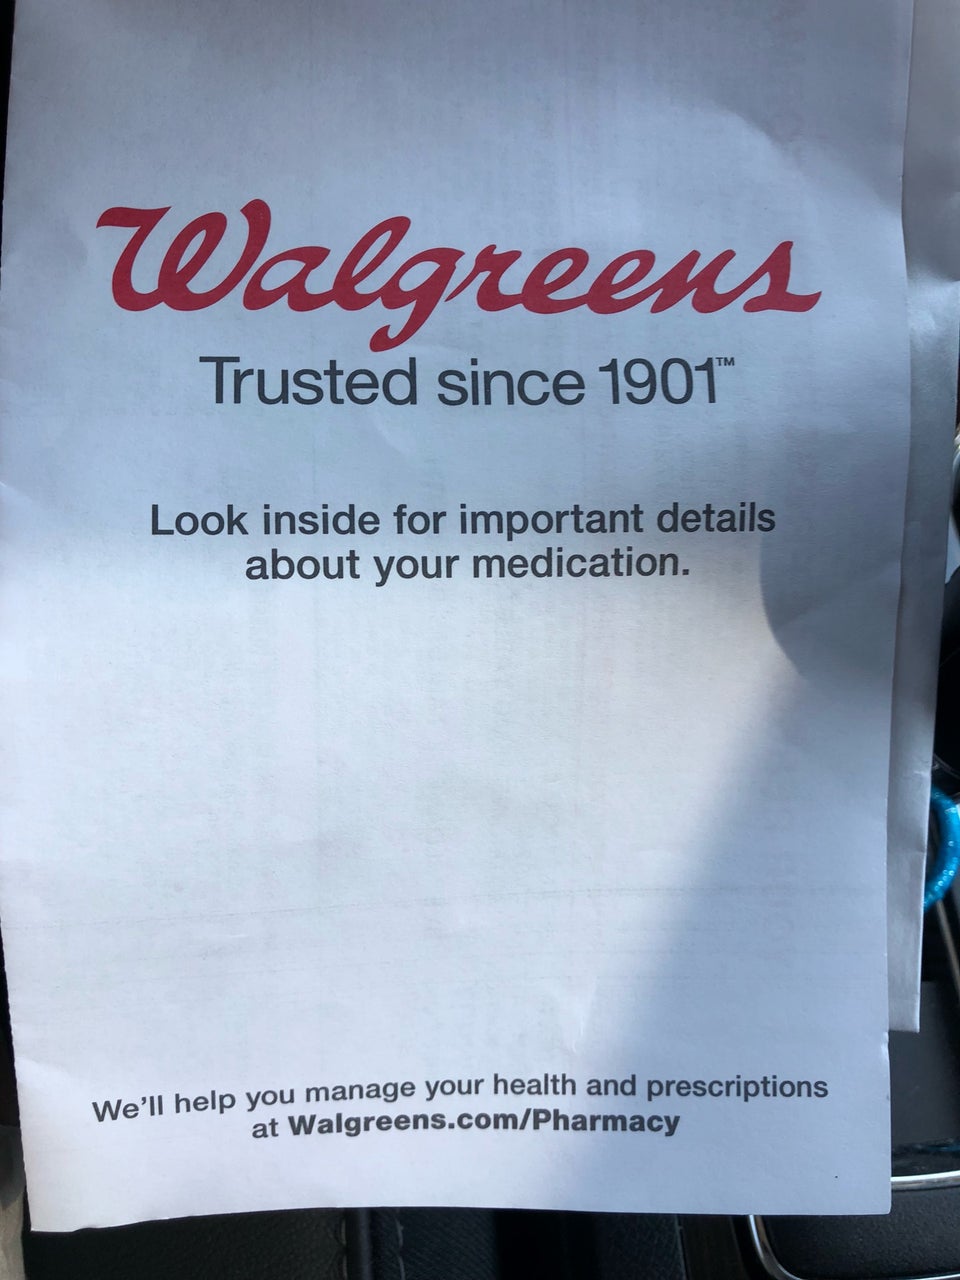 Walgreens
Trusted since 1901™
Look inside for important details
about your medication.
We'll help you manage your health and prescriptions
at Walgreens.com/Pharmacy